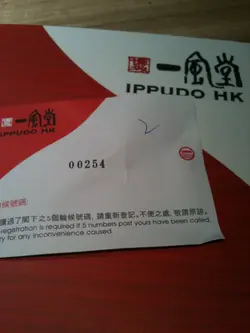 一風堂
IPPUDO HK
一風堂
IPPUDO HK
2
00254
候號碼
過了閣下之5個輪候號碼, 請重新登記。不便之處, 敬請原諒。
registration is required if 5 numbers past yours have been called.
for any inconvenience caused.